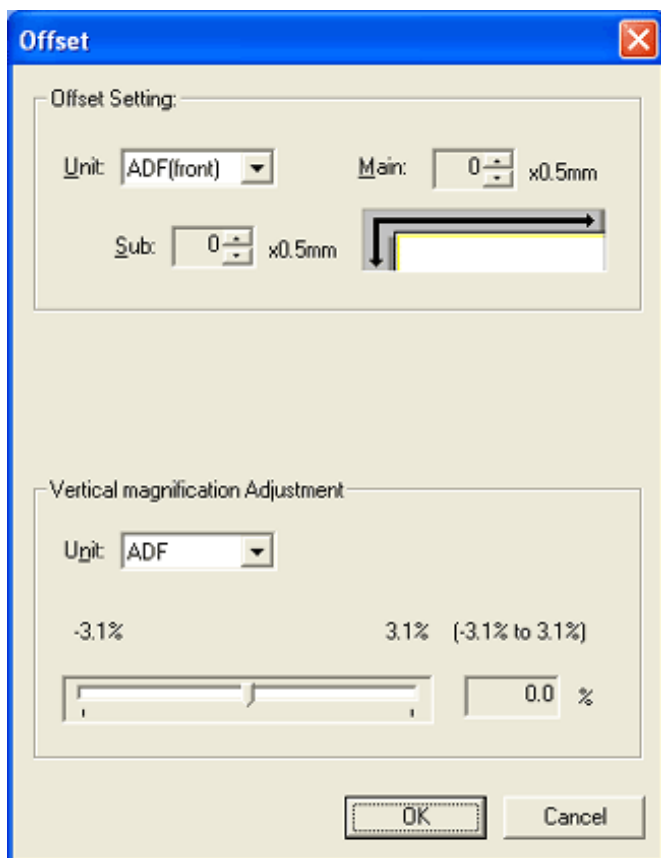 Offset
Offset Setting:
Unit: ADF(front) Main: 0 x0.5mm
Sub: 0 x0.5mm
Vertical magnification Adjustment
Unit: ADF
-3.1% 3.1% (-3.1% to 3.1%)
0.0 %
OK Cancel